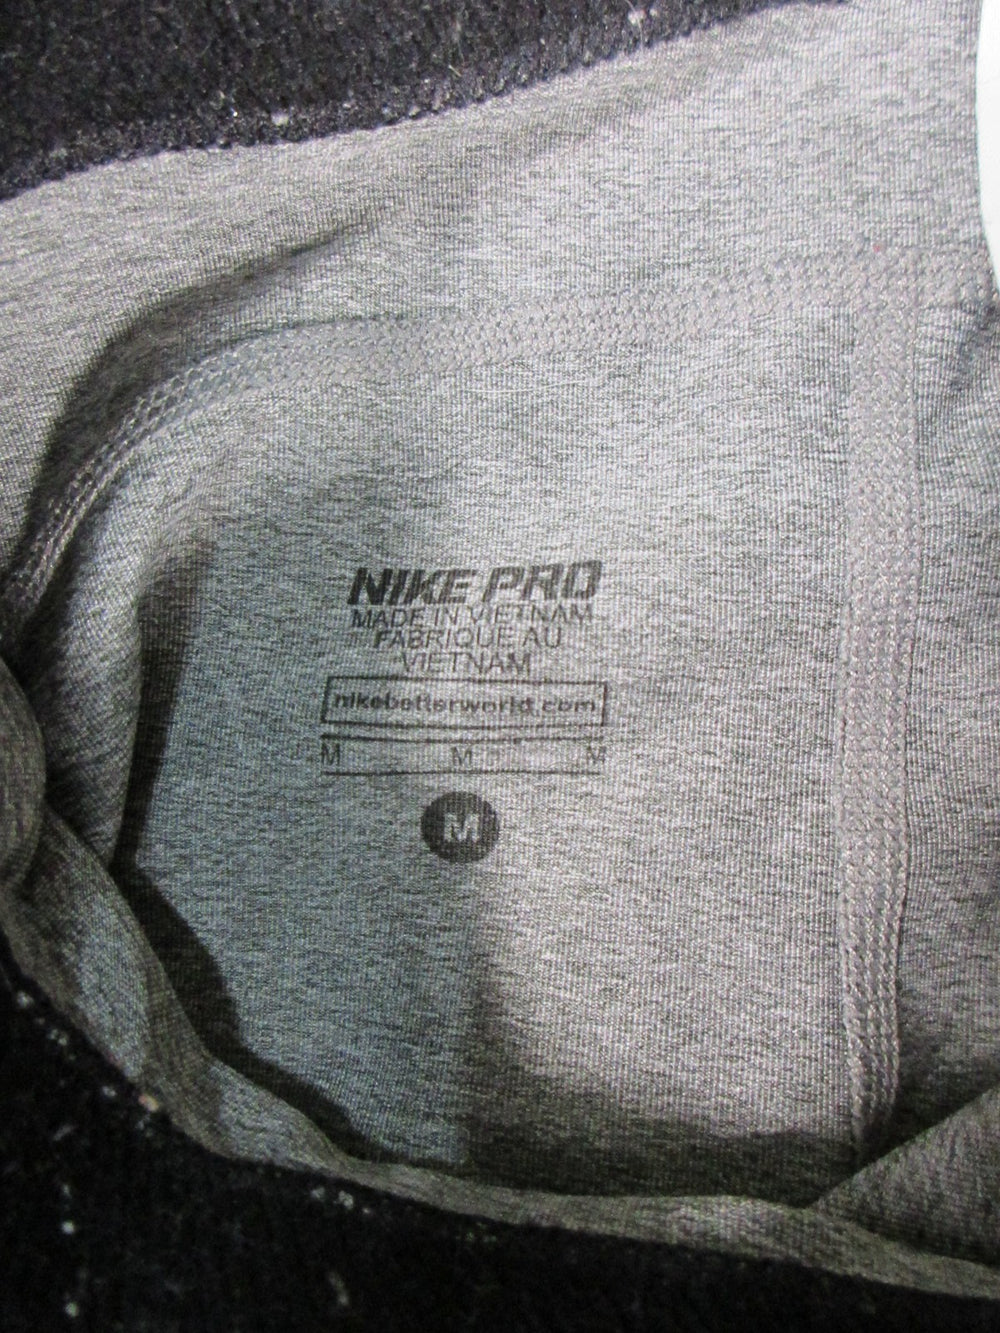 NIKE PRO
MADE IN VIETNAM
FABRIQUE AU
VIETNAM
nikebetterworld.com
M M M
M